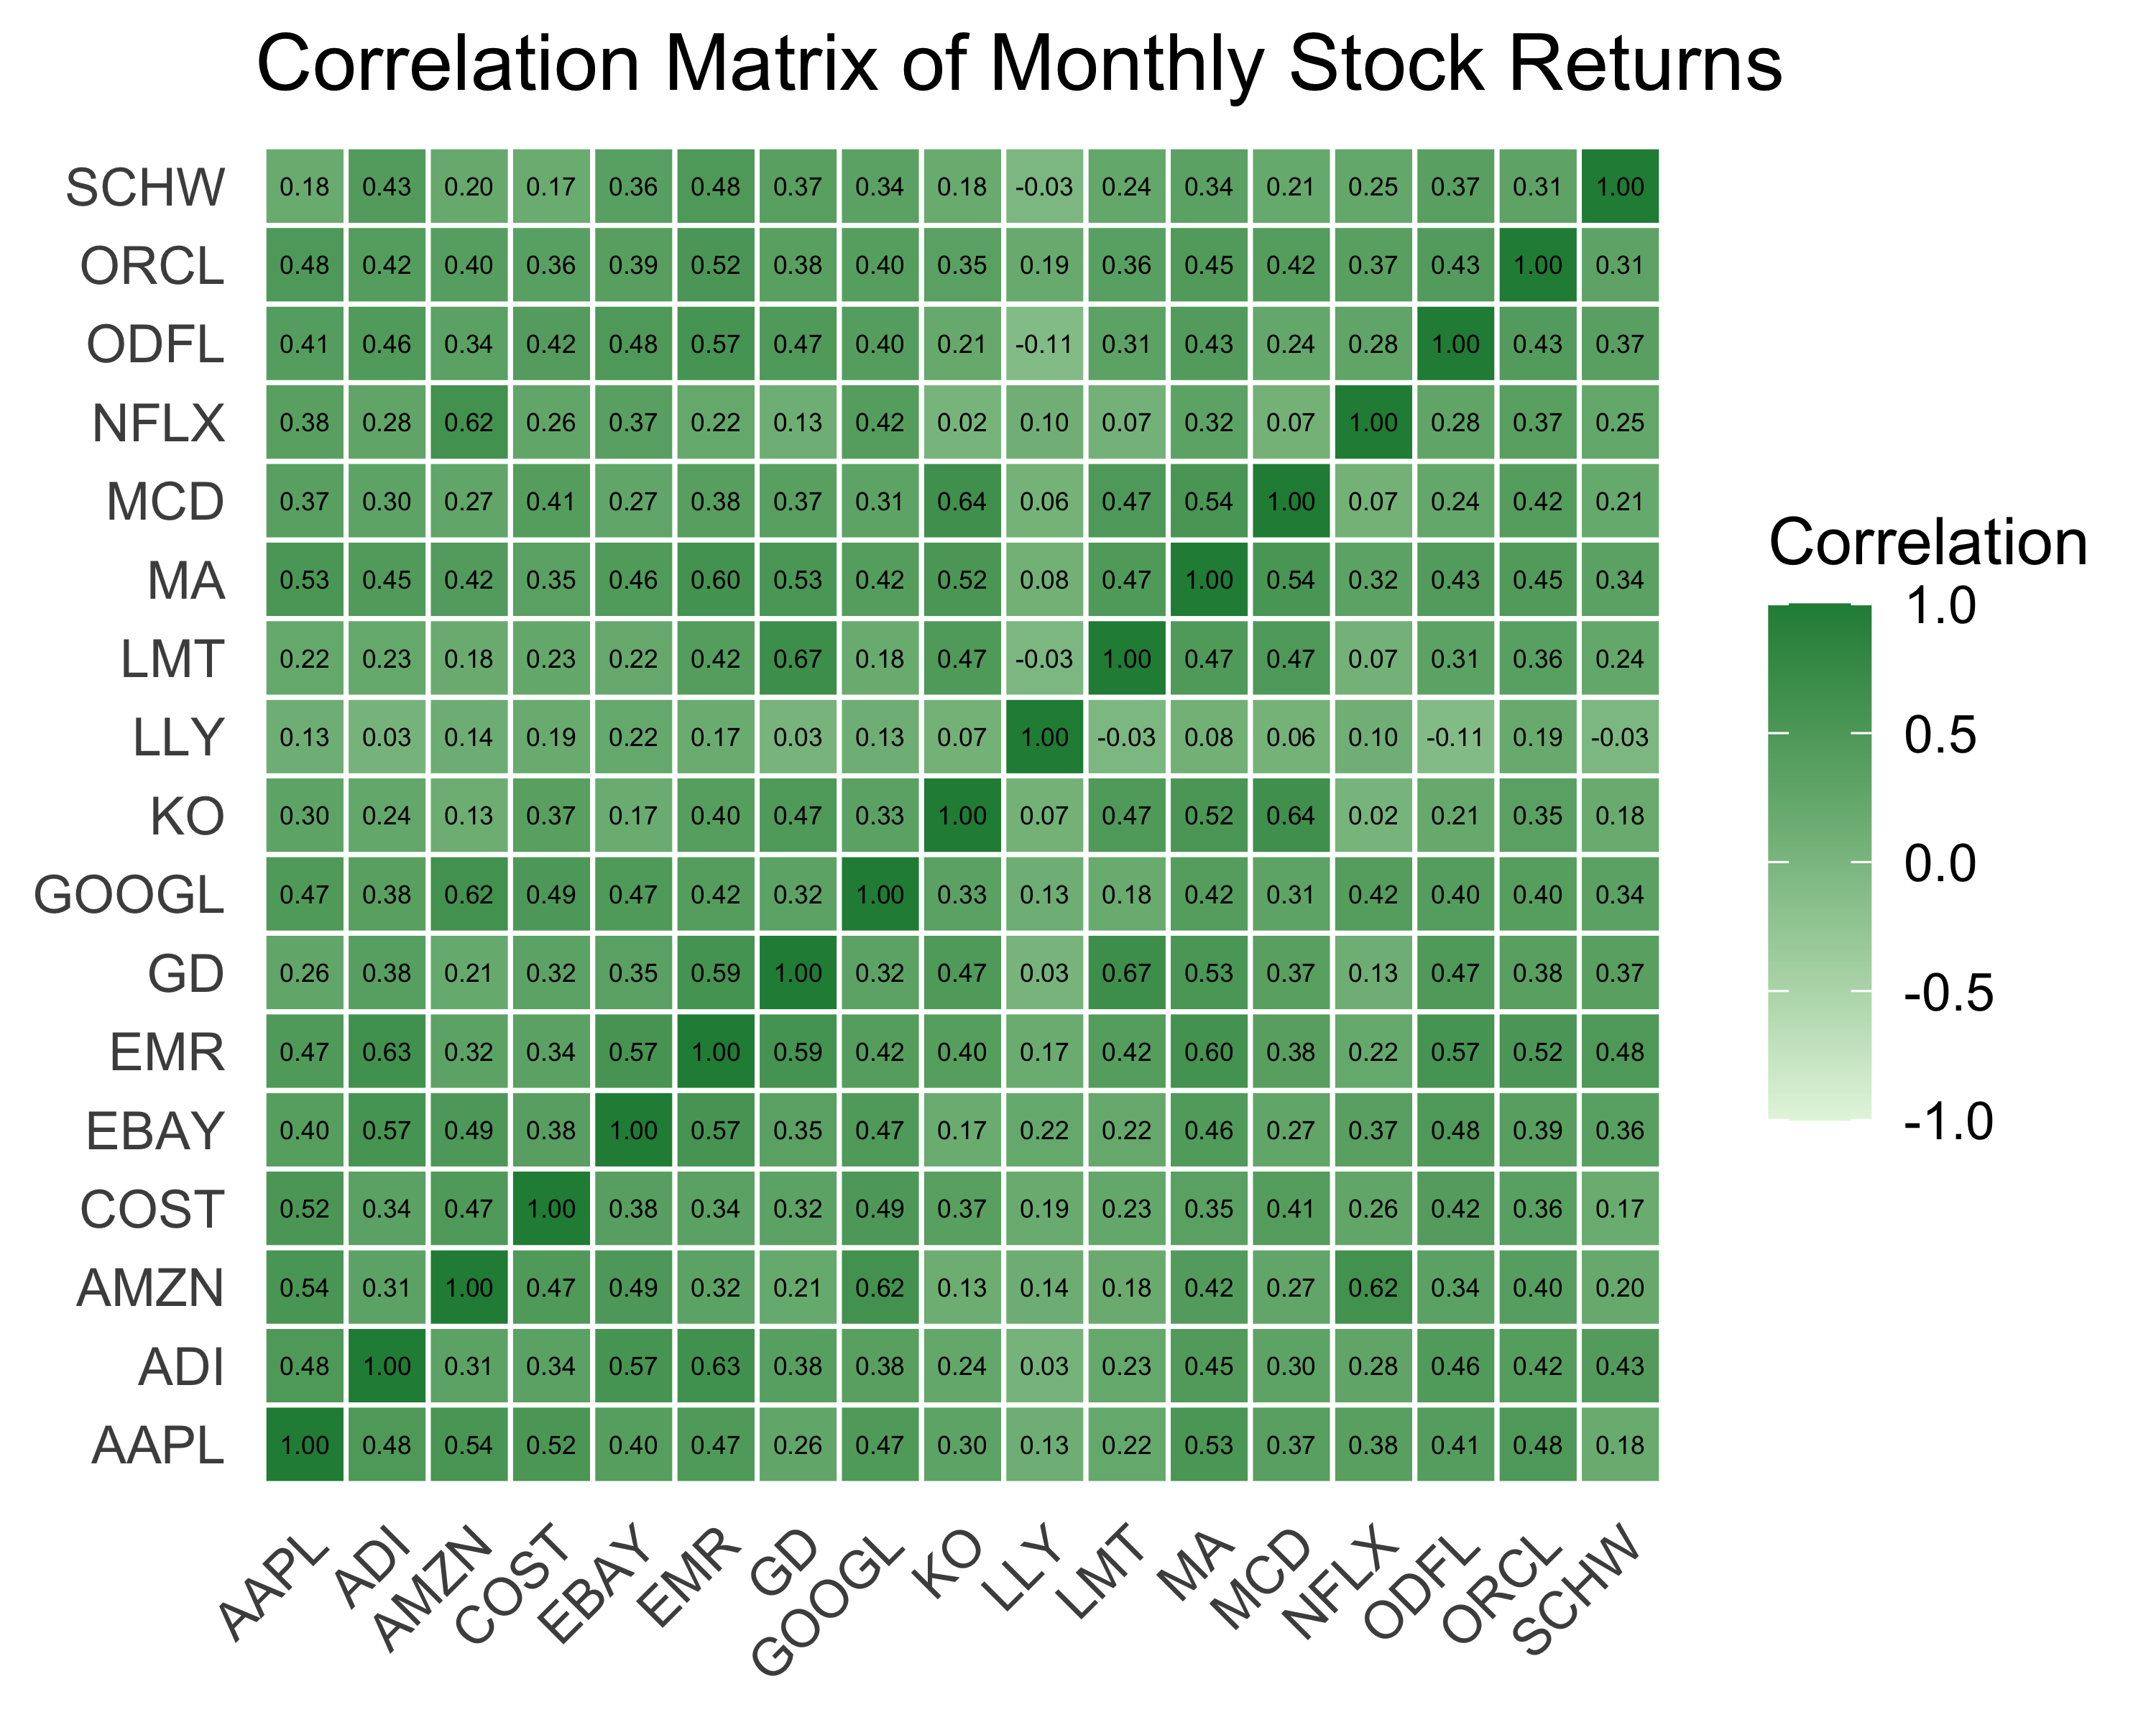 Correlation Matrix of Monthly Stock Returns
SCHW 0.18 0.43 0.20 0.17 0.36 0.48 0.37 0.34 0.18 -0.03 0.24 0.34 0.21 0.25 0.37 0.31 1.00
ORCL 0.48 0.42 0.40 0.36 0.39 0.52 0.38 0.40 0.35 0.19 0.36 0.45 0.42 0.37 0.43 1.00 0.31
ODFL 0.41 0.46 0.34 0.42 0.48 0.57 0.47 0.40 0.21 -0.11 0.31 0.43 0.24 0.28 1.00 0.43 0.37
NFLX 0.38 0.28 0.62 0.26 0.37 0.22 0.13 0.42 0.02 0.10 0.07 0.32 0.07 1.00 0.28 0.37 0.25
MCD 0.37 0.30 0.27 0.41 0.27 0.38 0.37 0.31 0.64 0.06 0.47 0.54 1.00 0.07 0.24 0.42 0.21
MA 0.53 0.45 0.42 0.35 0.46 0.60 0.53 0.42 0.52 0.08 0.47 1.00 0.54 0.32 0.43 0.45 0.34
LMT 0.22 0.23 0.18 0.23 0.22 0.42 0.67 0.18 0.47 -0.03 1.00 0.47 0.47 0.07 0.31 0.36 0.24
LLY 0.13 0.03 0.14 0.19 0.22 0.17 0.03 0.13 0.07 1.00 -0.03 0.08 0.06 0.10 -0.11 0.19 -0.03
KO 0.30 0.24 0.13 0.37 0.17 0.40 0.47 0.33 1.00 0.07 0.47 0.52 0.64 0.02 0.21 0.35 0.18
GOOGL 0.47 0.38 0.62 0.49 0.47 0.42 0.32 1.00 0.33 0.13 0.18 0.42 0.31 0.42 0.40 0.40 0.34
GD 0.26 0.38 0.21 0.32 0.35 0.59 1.00 0.32 0.47 0.03 0.67 0.53 0.37 0.13 0.47 0.38 0.37
EMR 0.47 0.63 0.32 0.34 0.57 1.00 0.59 0.42 0.40 0.17 0.42 0.60 0.38 0.22 0.57 0.52 0.48
EBAY 0.40 0.57 0.49 0.38 1.00 0.57 0.35 0.47 0.17 0.22 0.22 0.46 0.27 0.37 0.48 0.39 0.36
COST 0.52 0.34 0.47 1.00 0.38 0.34 0.32 0.49 0.37 0.19 0.23 0.35 0.41 0.26 0.42 0.36 0.17
AMZN 0.54 0.31 1.00 0.47 0.49 0.32 0.21 0.62 0.13 0.14 0.18 0.42 0.27 0.62 0.34 0.40 0.20
ADI 0.48 1.00 0.31 0.34 0.57 0.63 0.38 0.38 0.24 0.03 0.23 0.45 0.30 0.28 0.46 0.42 0.43
AAPL 1.00 0.48 0.54 0.52 0.40 0.47 0.26 0.47 0.30 0.13 0.22 0.53 0.37 0.38 0.41 0.48 0.18
AAPL ADI AMZN COST EBAY EMR GD GOOGL KO LLY LMT MA MCD NFLX ODFL ORCL SCHW
Correlation
1.0
0.5
0.0
-0.5
-1.0